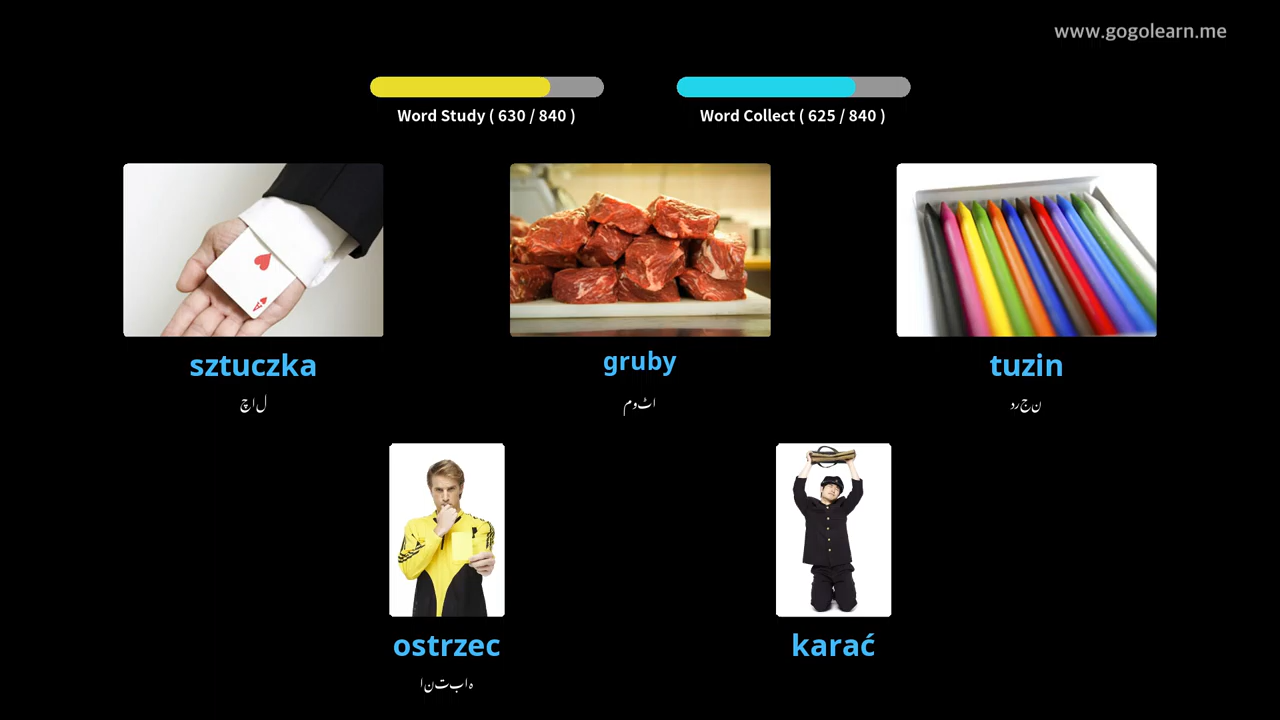 www.gogolearn.me
Word Study ( 630 / 840 )
Word Collect ( 625 / 840 )
sztuczka
چال
gruby
موٹا
tuzin
درجن
ostrzec
انتباہ
karać